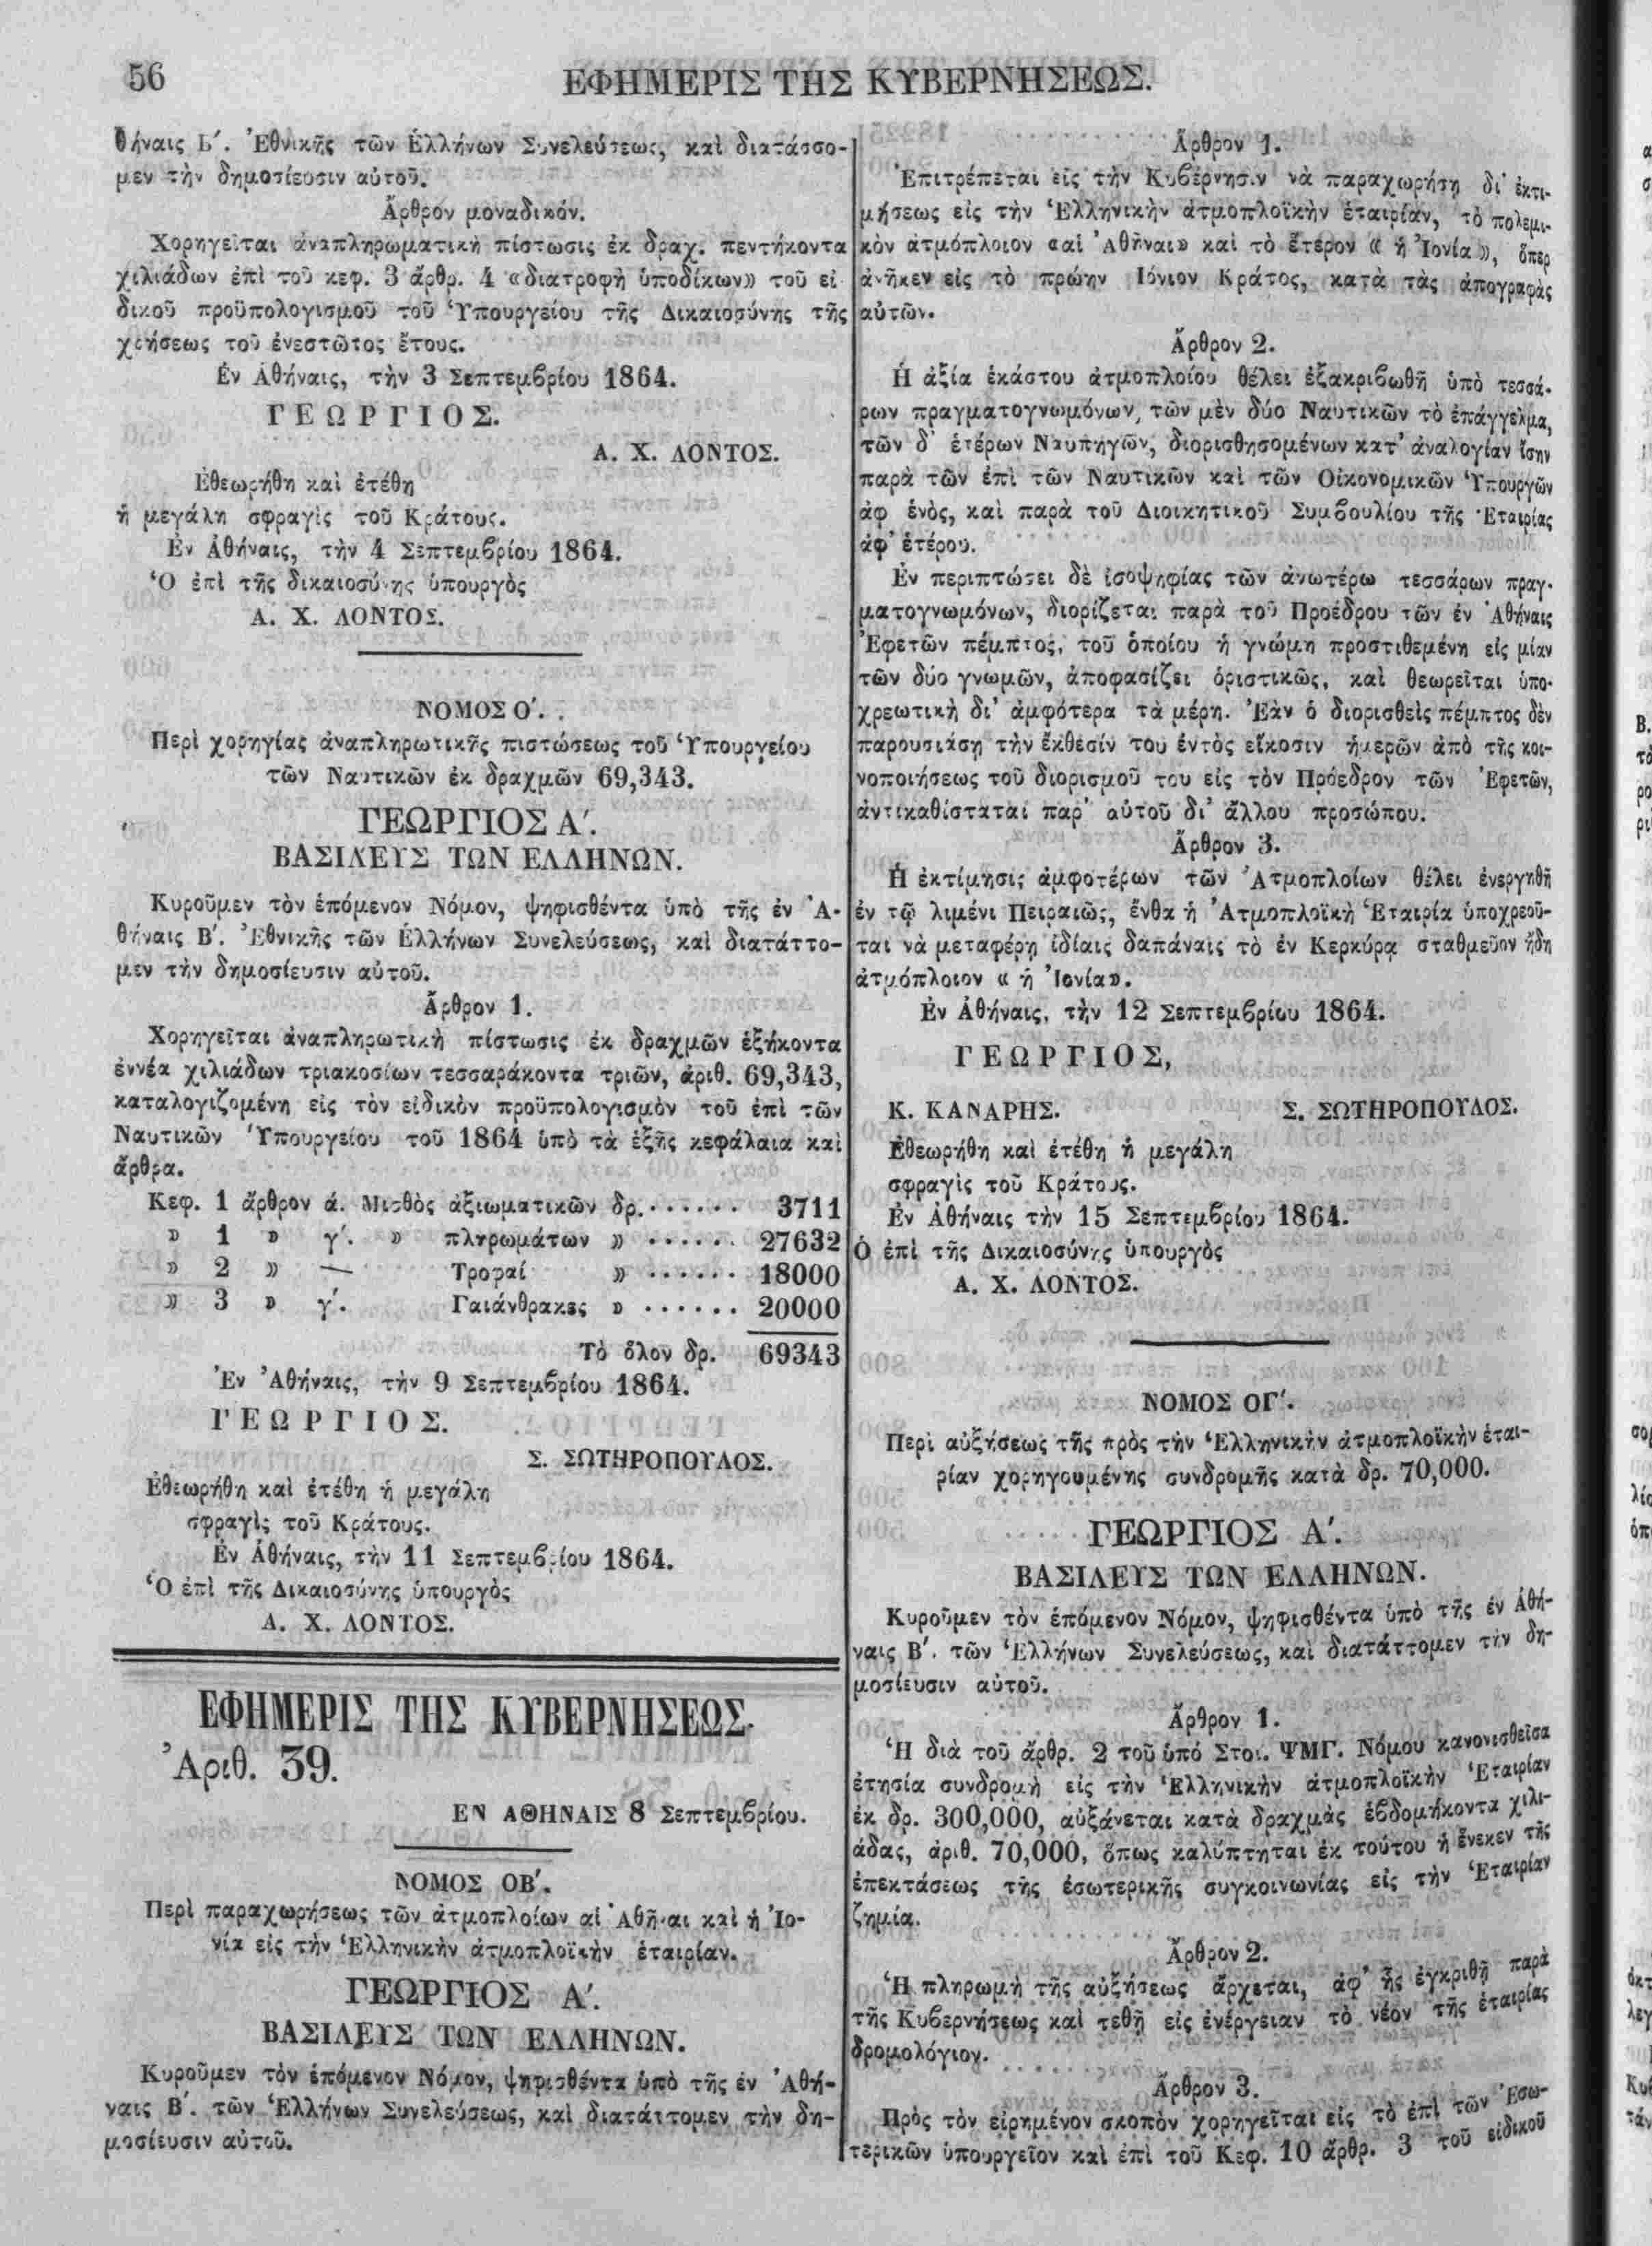 56
ΕΦΗΜΕΡΙΣ ΤΗΣ ΚΥΒΕΡΝΗΣΕΩΣ.
θήναις Β΄. Ἐθνικῆς τῶν Ἑλλήνων Συνελεύσεως, καὶ διατάσσο-
μεν τὴν δημοσίευσιν αὐτοῦ.
Ἄρθρον μοναδικόν.
Χορηγεῖται ἀναπληρωματικὴ πίστωσις ἐκ δραχ. πεντήκοντα
χιλιάδων ἐπὶ τοῦ κεφ. 3 ἄρθρ. 4 «διατροφὴ ὑποδίκων» τοῦ εἰ
δικοῦ προϋπολογισμοῦ τοῦ Ὑπουργείου τῆς Δικαιοσύνης τῆς
χρήσεως τοῦ ἐνεστῶτος ἔτους.
Ἐν Ἀθήναις, τὴν 3 Σεπτεμβρίου 1864.
ΓΕΩΡΓΙΟΣ.
Α. Χ. ΛΟΝΤΟΣ.
Ἐθεωρήθη καὶ ἐτέθη
ἡ μεγάλη σφραγὶς τοῦ Κράτους.
Ἐν Ἀθήναις, τὴν 4 Σεπτεμβρίου 1864.
Ὁ ἐπὶ τῆς δικαιοσύνης ὑπουργὸς
Α. Χ. ΛΟΝΤΟΣ.
ΝΟΜΟΣ Ο΄.
Περὶ χορηγίας ἀναπληρωτικῆς πιστώσεως τοῦ Ὑπουργείου
τῶν Ναυτικῶν ἐκ δραχμῶν 69,343.
ΓΕΩΡΓΙΟΣ Α΄.
ΒΑΣΙΛΕΥΣ ΤΩΝ ΕΛΛΗΝΩΝ.
Κυροῦμεν τὸν ἑπόμενον Νόμον, ψηφισθέντα ὑπὸ τῆς ἐν Ἀ-
θήναις Β΄. Ἐθνικῆς τῶν Ἑλλήνων Συνελεύσεως, καὶ διατάττο-
μεν τὴν δημοσίευσιν αὐτοῦ.
Ἄρθρον 1.
Χορηγεῖται ἀναπληρωτικὴ πίστωσις ἐκ δραχμῶν ἑξήκοντα
ἐννέα χιλιάδων τριακοσίων τεσσαράκοντα τριῶν, ἀριθ. 69,343,
καταλογιζομένη εἰς τὸν εἰδικὸν προϋπολογισμὸν τοῦ ἐπὶ τῶν
Ναυτικῶν Ὑπουργείου τοῦ 1864 ὑπὸ τὰ ἑξῆς κεφάλαια καὶ
ἄρθρα.
Κεφ. 1 ἄρθρον ά. Μισθὸς ἀξιωματικῶν δρ. . . . . . . 3711
» 1 » γ΄. » πληρωμάτων » . . . . . . 27632
» 2 » — Τροφαί » . . . . . . 18000
» 3 » γ΄. Γαιάνθρακες » . . . . . . 20000
Τὸ ὅλον δρ. 69343
Ἐν Ἀθήναις, τὴν 9 Σεπτεμβρίου 1864.
ΓΕΩΡΓΙΟΣ.
Σ. ΣΩΤΗΡΟΠΟΥΛΟΣ.
Ἐθεωρήθη καὶ ἐτέθη ἡ μεγάλη
σφραγὶς τοῦ Κράτους.
Ἐν Ἀθήναις, τὴν 11 Σεπτεμβρίου 1864.
Ὁ ἐπὶ τῆς Δικαιοσύνης ὑπουργὸς
Α. Χ. ΛΟΝΤΟΣ.
ΕΦΗΜΕΡΙΣ ΤΗΣ ΚΥΒΕΡΝΗΣΕΩΣ.
Ἀριθ. 39.
ΕΝ ΑΘΗΝΑΙΣ 8 Σεπτεμβρίου.
ΝΟΜΟΣ ΟΒ΄.
Περὶ παραχωρήσεως τῶν ἀτμοπλοίων αἱ Ἀθῆναι καὶ ἡ Ἰο-
νία εἰς τὴν Ἑλληνικὴν ἀτμοπλοϊκὴν ἑταιρίαν.
ΓΕΩΡΓΙΟΣ Α΄.
ΒΑΣΙΛΕΥΣ ΤΩΝ ΕΛΛΗΝΩΝ.
Κυροῦμεν τὸν ἑπόμενον Νόμον, ψηφισθέντα ὑπὸ τῆς ἐν Ἀθή-
ναις Β΄. τῶν Ἑλλήνων Συνελεύσεως, καὶ διατάττομεν τὴν δη-
μοσίευσιν αὐτοῦ.
Ἄρθρον 1.
Ἐπιτρέπεται εἰς τὴν Κυβέρνησιν νὰ παραχωρήσῃ δι' ἐκτι-
μήσεως εἰς τὴν Ἑλληνικὴν ἀτμοπλοϊκὴν ἑταιρίαν, τὸ πολεμι-
κὸν ἀτμόπλοιον «αἱ Ἀθῆναι» καὶ τὸ ἕτερον « ἡ Ἰονία », ὅπερ
ἀνῆκεν εἰς τὸ πρώην Ἰόνιον Κράτος, κατὰ τὰς ἀπογραφὰς
αὐτῶν.
Ἄρθρον 2.
Ἡ ἀξία ἑκάστου ἀτμοπλοίου θέλει ἐξακριβωθῆ ὑπὸ τεσσά-
ρων πραγματογνωμόνων, τῶν μὲν δύο Ναυτικῶν τὸ ἐπάγγελμα,
τῶν δ' ἑτέρων Ναυπηγῶν, διορισθησομένων κατ' ἀναλογίαν ἴσην
παρὰ τῶν ἐπὶ τῶν Ναυτικῶν καὶ τῶν Οἰκονομικῶν Ὑπουργῶν
ἀφ ἑνὸς, καὶ παρὰ τοῦ Διοικητικοῦ Συμβουλίου τῆς Ἑταιρίας
ἀφ' ἑτέρου.
Ἐν περιπτώσει δὲ ἰσοψηφίας τῶν ἀνωτέρω τεσσάρων πραγ-
ματογνωμόνων, διορίζεται παρὰ τοῦ Προέδρου τῶν ἐν Ἀθήναις
Ἐφετῶν πέμπτος, τοῦ ὁποίου ἡ γνώμη προστιθεμένη εἰς μίαν
τῶν δύο γνωμῶν, ἀποφασίζει ὁριστικῶς, καὶ θεωρεῖται ὑπο-
χρεωτικὴ δι' ἀμφότερα τὰ μέρη. Ἐὰν ὁ διορισθεὶς πέμπτος δὲν
παρουσιάσῃ τὴν ἔκθεσίν του ἐντὸς εἴκοσιν ἡμερῶν ἀπὸ τῆς κοι-
νοποιήσεως τοῦ διορισμοῦ του εἰς τὸν Πρόεδρον τῶν Ἐφετῶν,
ἀντικαθίσταται παρ' αὐτοῦ δι' ἄλλου προσώπου.
Ἄρθρον 3.
Ἡ ἐκτίμησις ἀμφοτέρων τῶν Ἀτμοπλοίων θέλει ἐνεργηθῆ
ἐν τῷ λιμένι Πειραιῶς, ἔνθα ἡ Ἀτμοπλοϊκὴ Ἑταιρία ὑποχρεοῦ-
ται νὰ μεταφέρῃ ἰδίαις δαπάναις τὸ ἐν Κερκύρᾳ σταθμεῦον ἤδη
ἀτμόπλοιον « ἡ Ἰονία».
Ἐν Ἀθήναις, τὴν 12 Σεπτεμβρίου 1864.
ΓΕΩΡΓΙΟΣ,
Κ. ΚΑΝΑΡΗΣ. Σ. ΣΩΤΗΡΟΠΟΥΛΟΣ.
Ἐθεωρήθη καὶ ἐτέθη ἡ μεγάλη
σφραγὶς τοῦ Κράτους.
Ἐν Ἀθήναις τὴν 15 Σεπτεμβρίου 1864.
Ὁ ἐπὶ τῆς Δικαιοσύνης ὑπουργὸς
Α. Χ. ΛΟΝΤΟΣ.
ΝΟΜΟΣ ΟΓ΄.
Περὶ αὐξήσεως τῆς πρὸς τὴν Ἑλληνικὴν ἀτμοπλοϊκὴν ἑται-
ρίαν χορηγουμένης συνδρομῆς κατὰ δρ. 70,000.
ΓΕΩΡΓΙΟΣ Α΄.
ΒΑΣΙΛΕΥΣ ΤΩΝ ΕΛΛΗΝΩΝ.
Κυροῦμεν τὸν ἑπόμενον Νόμον, ψηφισθέντα ὑπὸ τῆς ἐν Ἀθή-
ναις Β΄. τῶν Ἑλλήνων Συνελεύσεως, καὶ διατάττομεν τὴν δη-
μοσίευσιν αὐτοῦ.
Ἄρθρον 1.
Ἡ διὰ τοῦ ἄρθρ. 2 τοῦ ὑπὸ Στοι. ΨΜΓ. Νόμου κανονισθεῖσα
ἐτησία συνδρομὴ εἰς τὴν Ἑλληνικὴν ἀτμοπλοϊκὴν Ἑταιρίαν
ἐκ δρ. 300,000, αὐξάνεται κατὰ δραχμὰς ἑβδομήκοντα χιλι-
άδας, ἀριθ. 70,000, ὅπως καλύπτηται ἐκ τούτου ἡ ἕνεκεν τῆς
ἐπεκτάσεως τῆς ἐσωτερικῆς συγκοινωνίας εἰς τὴν Ἑταιρίαν
ζημία.
Ἄρθρον 2.
Ἡ πληρωμὴ τῆς αὐξήσεως ἄρχεται, ἀφ' ἧς ἐγκριθῇ παρὰ
τῆς Κυβερνήσεως καὶ τεθῇ εἰς ἐνέργειαν τὸ νέον τῆς ἑταιρίας
δρομολόγιον.
Ἄρθρον 3.
Πρὸς τὸν εἰρημένον σκοπὸν χορηγεῖται εἰς τὸ ἐπὶ τῶν Ἐσω-
τερικῶν ὑπουργεῖον καὶ ἐπὶ τοῦ Κεφ. 10 ἄρθρ. 3 τοῦ εἰδικοῦ